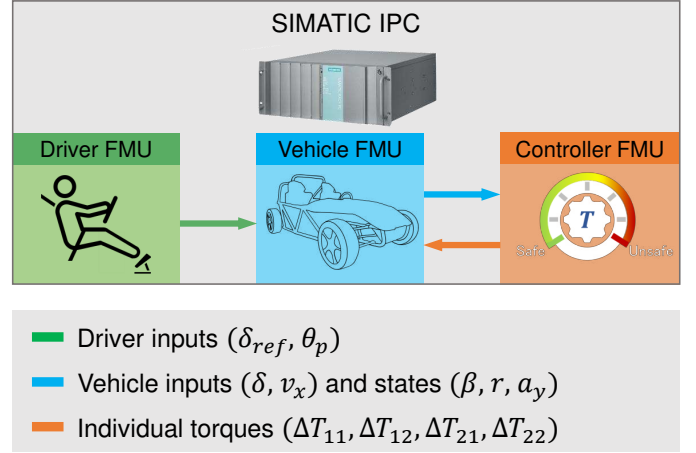 SIMATIC IPC
Driver FMU
Vehicle FMU
Controller FMU
T
Safe
Unsafe
Driver inputs (δ_ref, θ_p)
Vehicle inputs (δ, v_x) and states (β, r, a_y)
Individual torques (ΔT_11, ΔT_12, ΔT_21, ΔT_22)